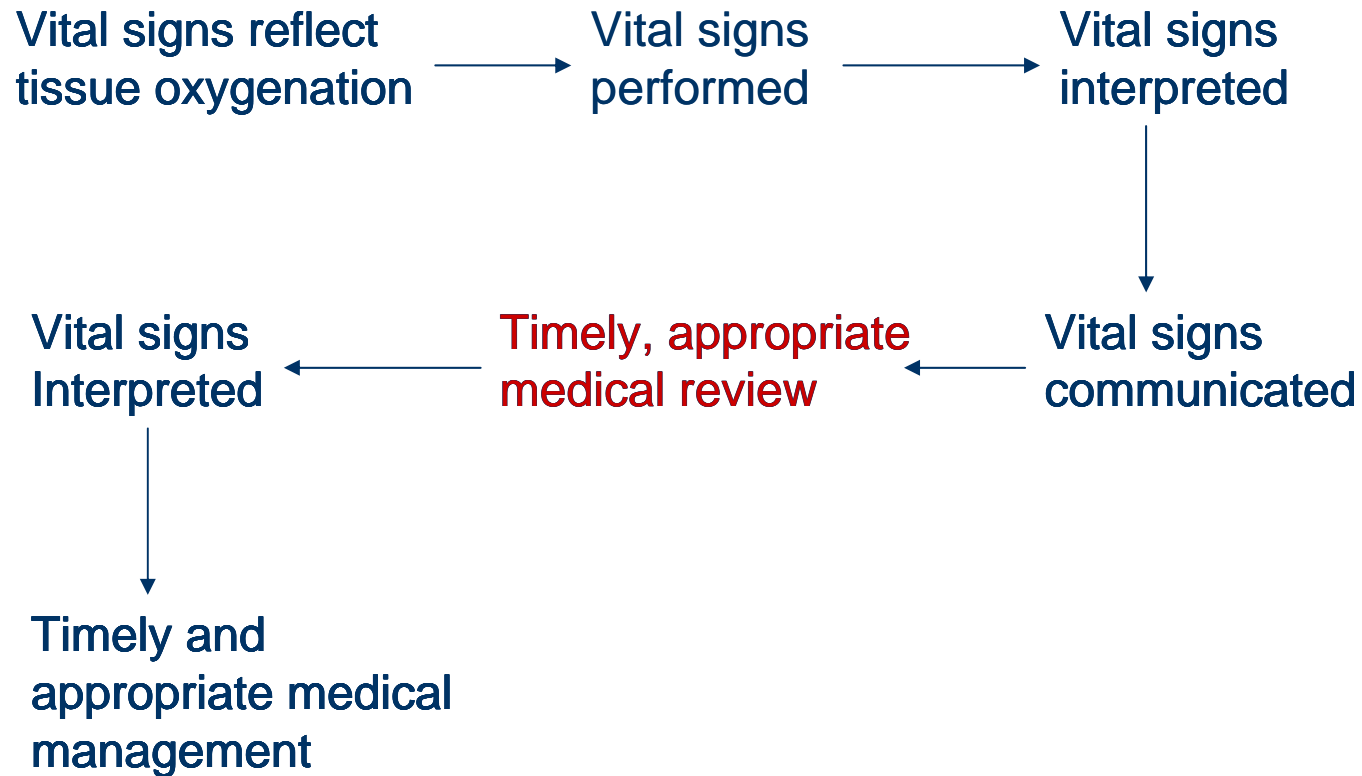 Vital signs reflect
tissue oxygenation
Vital signs
performed
Vital signs
interpreted
Vital signs
communicated
Timely, appropriate
medical review
Vital signs
Interpreted
Timely and
appropriate medical
management